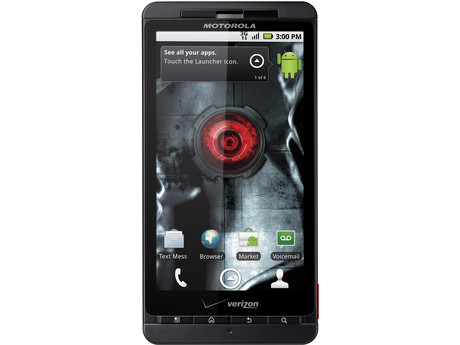 MOTOROLA
3G 3:00 PM
See all your apps.
Touch the Launcher icon.
1 of 6
Text Mess Browser Market Voicemail
verizon